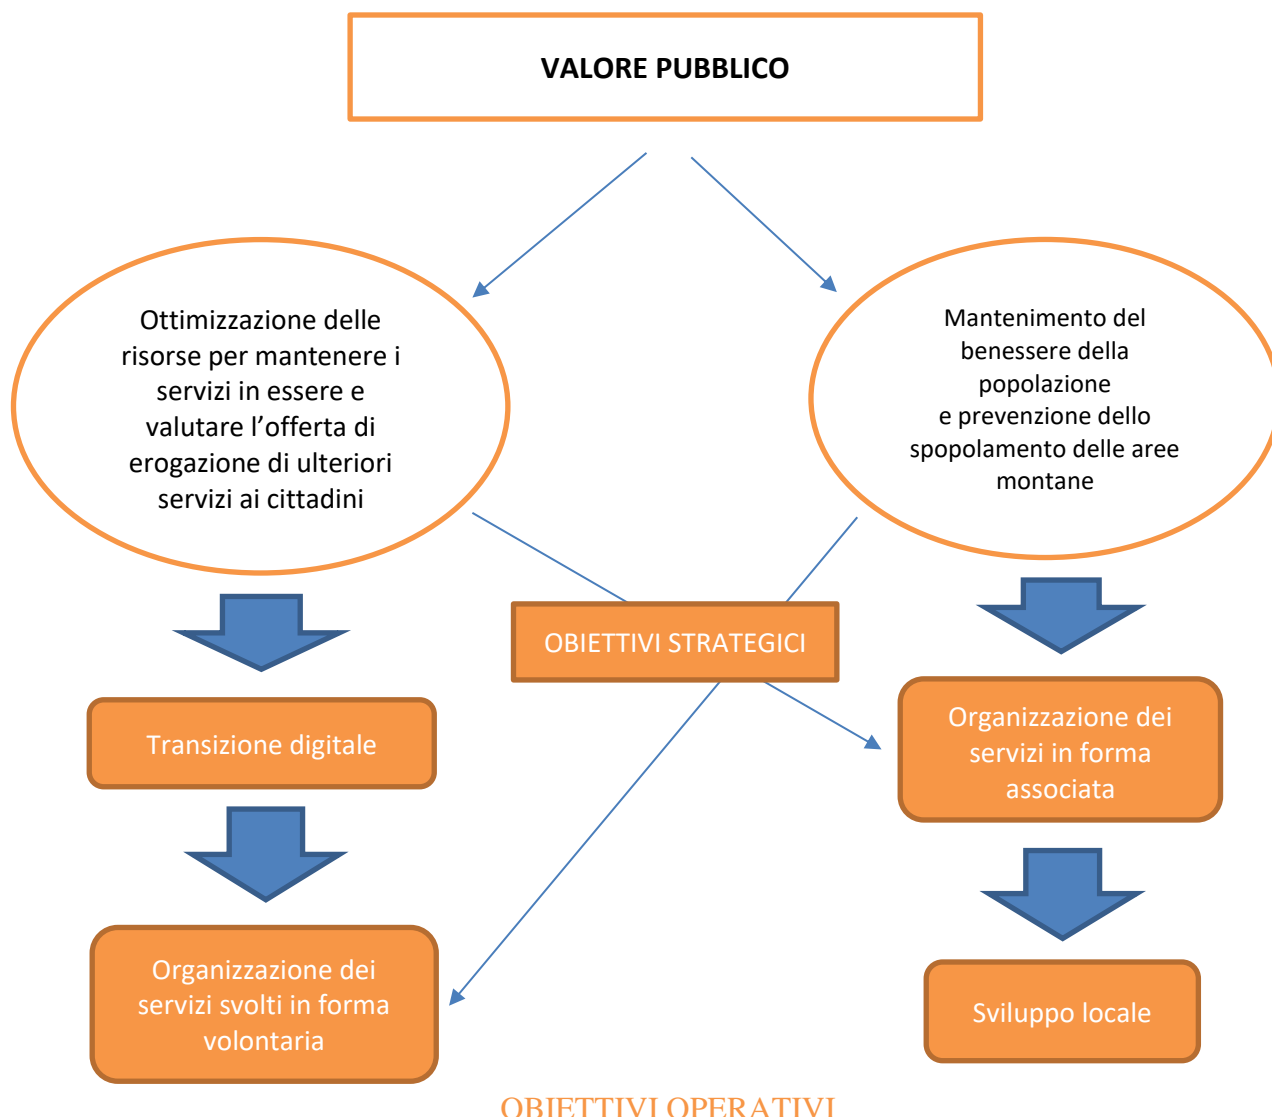 VALORE PUBBLICO
Ottimizzazione delle
risorse per mantenere i
servizi in essere e
valutare l’offerta di
erogazione di ulteriori
servizi ai cittadini
Mantenimento del
benessere della
popolazione
e prevenzione dello
spopolamento delle aree
montane
OBIETTIVI STRATEGICI
Transizione digitale
Organizzazione dei
servizi in forma
associata
Organizzazione dei
servizi svolti in forma
volontaria
Sviluppo locale
OBIETTIVI OPERATIVI